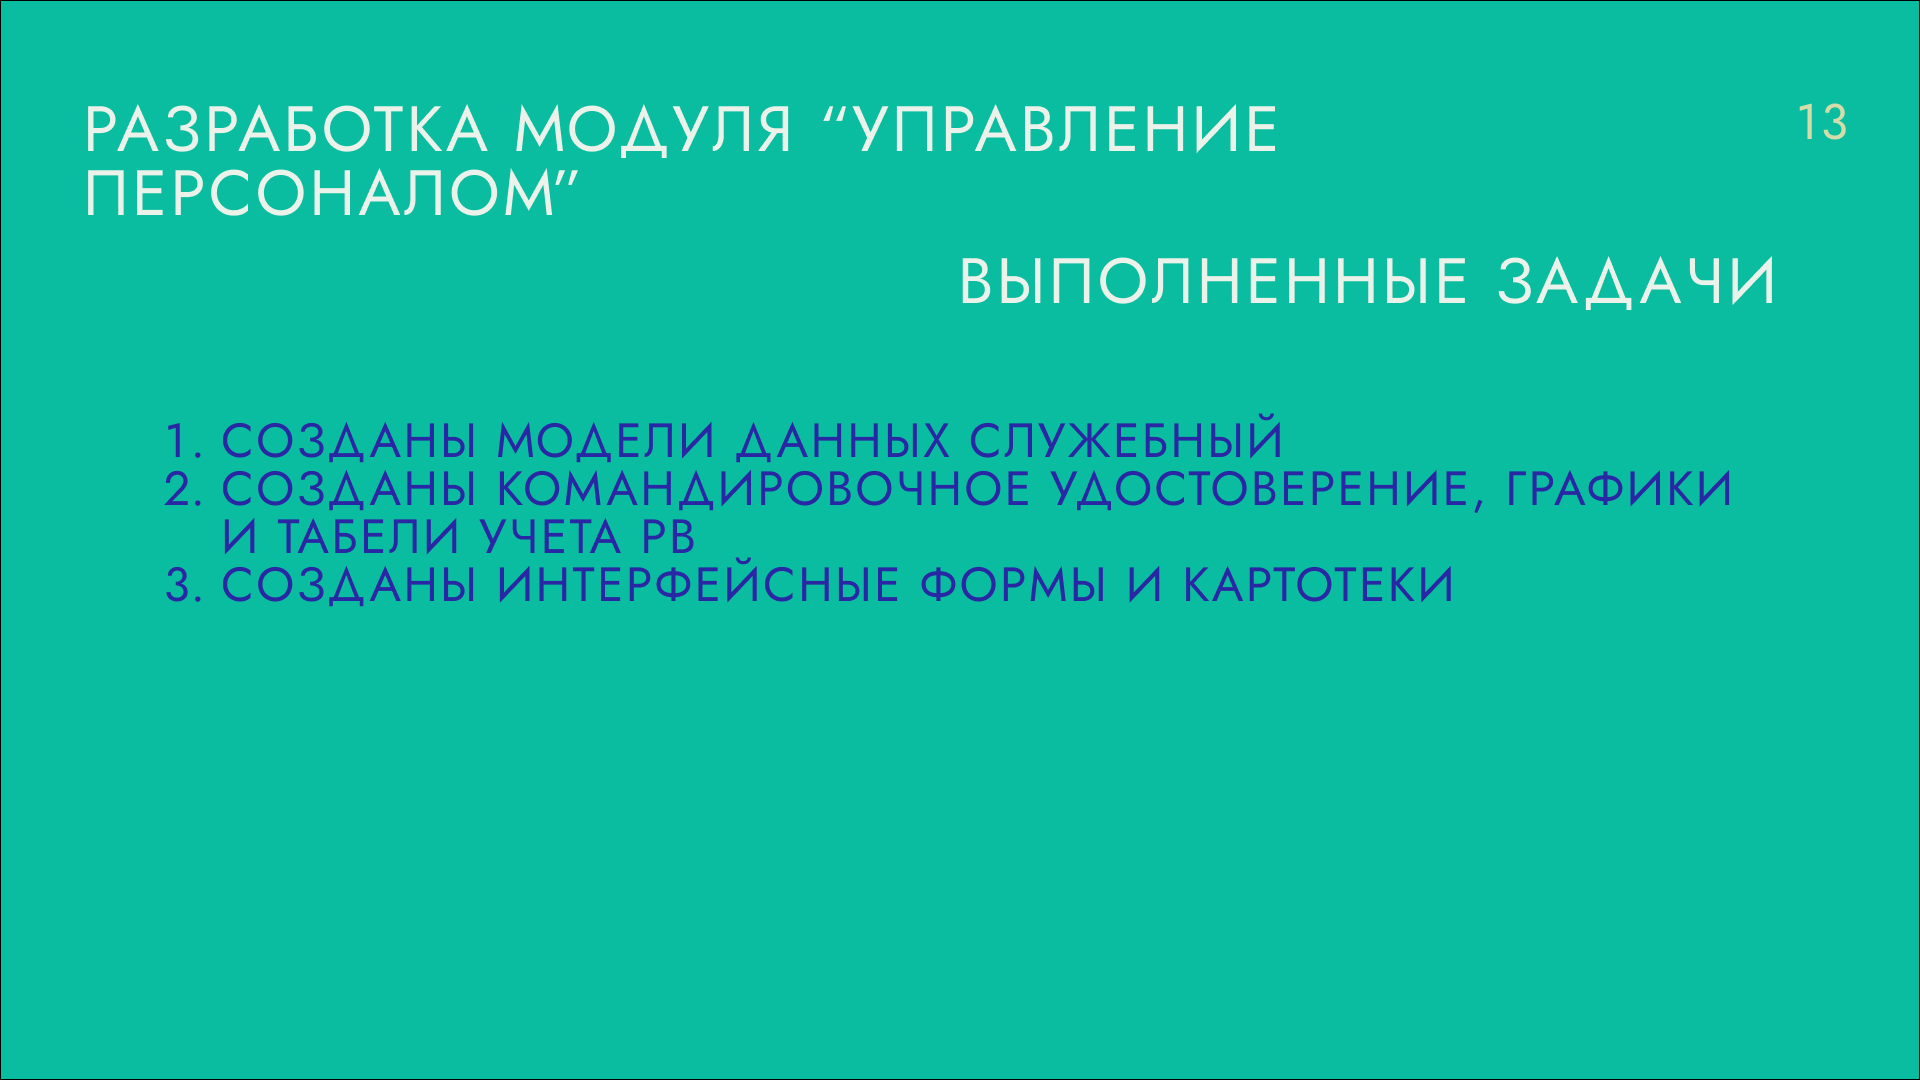 РАЗРАБОТКА МОДУЛЯ “УПРАВЛЕНИЕ
ПЕРСОНАЛОМ”
13
ВЫПОЛНЕННЫЕ ЗАДАЧИ
1. СОЗДАНЫ МОДЕЛИ ДАННЫХ СЛУЖЕБНЫЙ
2. СОЗДАНЫ КОМАНДИРОВОЧНОЕ УДОСТОВЕРЕНИЕ, ГРАФИКИ
И ТАБЕЛИ УЧЕТА РВ
3. СОЗДАНЫ ИНТЕРФЕЙСНЫЕ ФОРМЫ И КАРТОТЕКИ